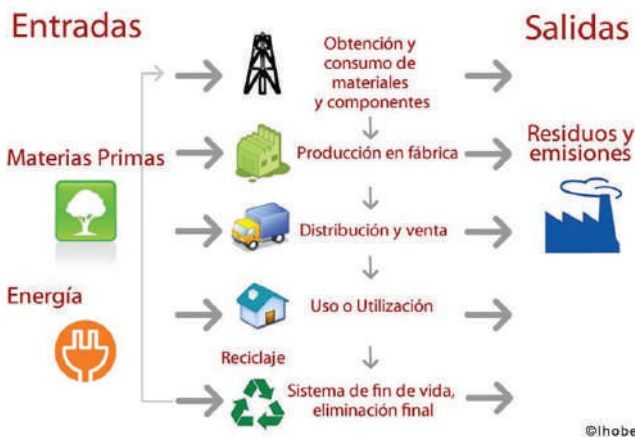 Entradas
Salidas
Obtención y
consumo de
materiales
y componentes
Materias Primas
Producción en fábrica
Residuos y
emisiones
Distribución y venta
Energía
Uso o Utilización
Reciclaje
Sistema de fin de vida,
eliminación final
©Ihobe